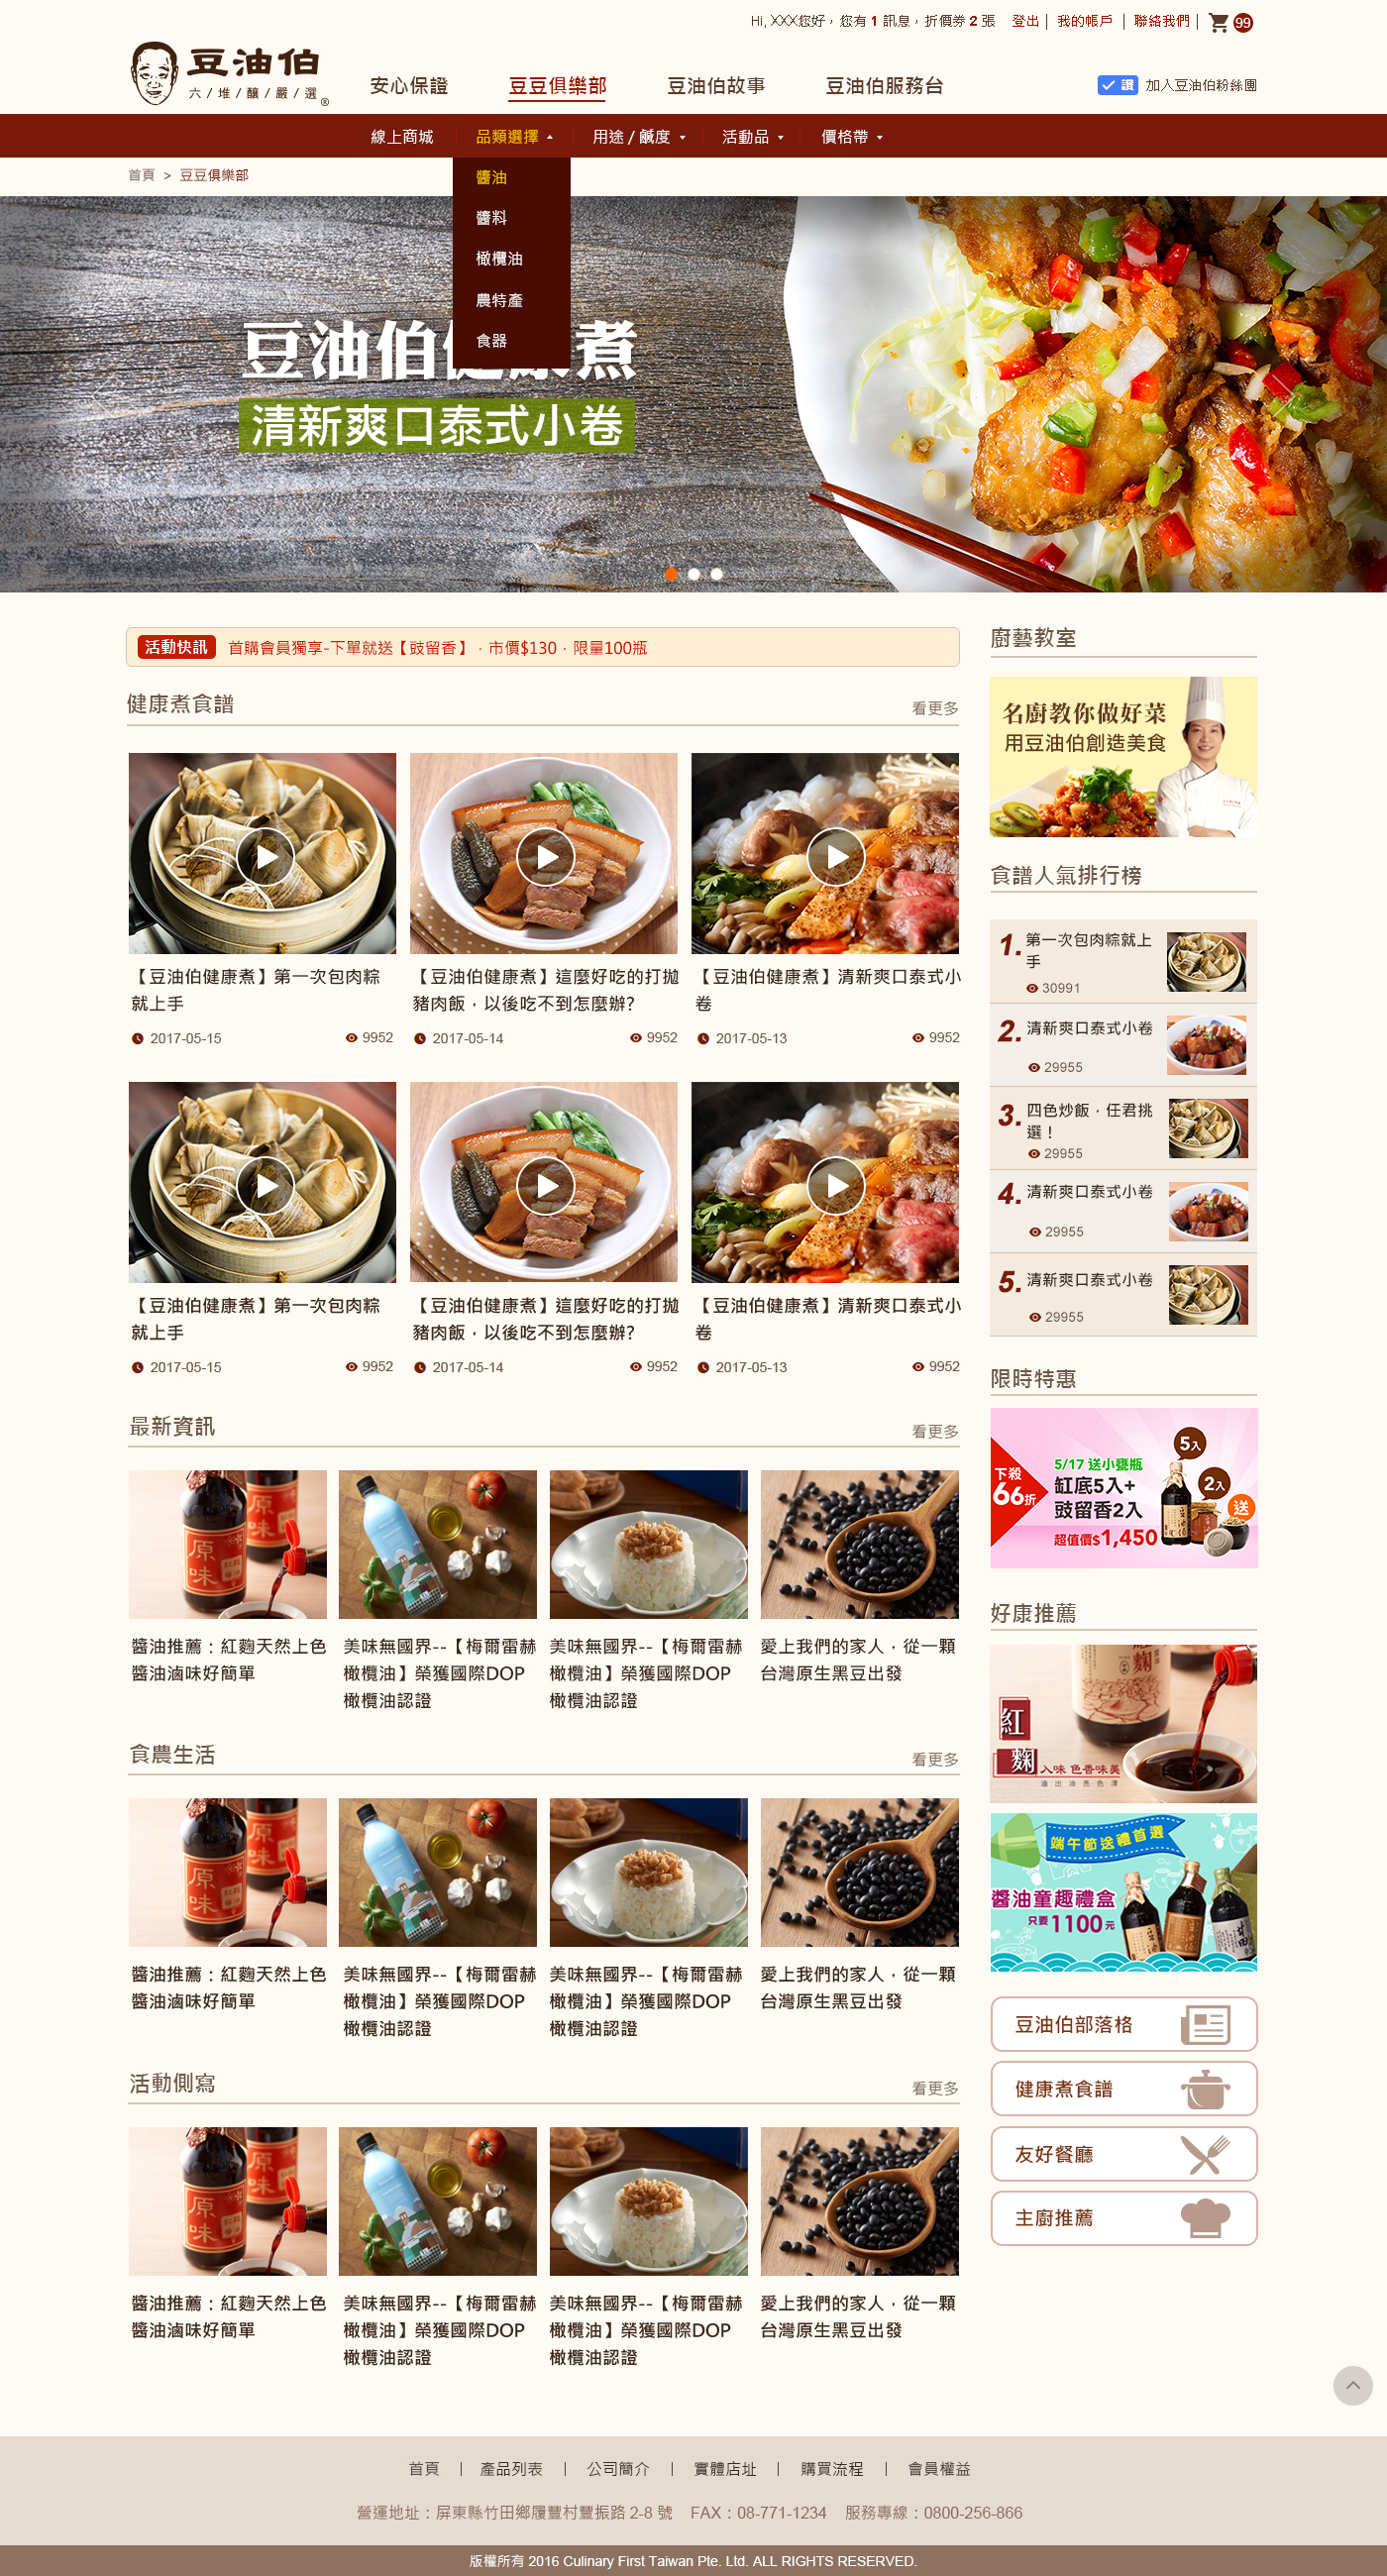 Hi, XXX您好，您有 1 訊息，折價券 2 張 登出 | 我的帳戶 | 聯絡我們 | 99
豆油伯
六/堆/釀/嚴/選®
安心保證 豆豆俱樂部 豆油伯故事 豆油伯服務台
讚 加入豆油伯粉絲團
線上商城 品類選擇 用途 / 鹹度 活動品 價格帶
首頁 > 豆豆俱樂部
醬油
醬料
橄欖油
農特產
食器
豆油伯健康煮
清新爽口泰式小卷
活動快訊 首購會員獨享-下單就送【豉留香】，市價$130，限量100瓶
健康煮食譜 看更多
【豆油伯健康煮】第一次包肉粽
就上手
2017-05-15 9952
【豆油伯健康煮】這麼好吃的打拋
豬肉飯，以後吃不到怎麼辦?
2017-05-14 9952
【豆油伯健康煮】清新爽口泰式小
卷
2017-05-13 9952
【豆油伯健康煮】第一次包肉粽
就上手
2017-05-15 9952
【豆油伯健康煮】這麼好吃的打拋
豬肉飯，以後吃不到怎麼辦?
2017-05-14 9952
【豆油伯健康煮】清新爽口泰式小
卷
2017-05-13 9952
最新資訊 看更多
原味
醬油推薦：紅麴天然上色
醬油滷味好簡單
美味無國界--【梅爾雷赫
橄欖油】榮獲國際DOP
橄欖油認證
美味無國界--【梅爾雷赫
橄欖油】榮獲國際DOP
橄欖油認證
愛上我們的家人，從一顆
台灣原生黑豆出發
食農生活 看更多
原味
醬油推薦：紅麴天然上色
醬油滷味好簡單
美味無國界--【梅爾雷赫
橄欖油】榮獲國際DOP
橄欖油認證
美味無國界--【梅爾雷赫
橄欖油】榮獲國際DOP
橄欖油認證
愛上我們的家人，從一顆
台灣原生黑豆出發
活動側寫 看更多
原味
醬油推薦：紅麴天然上色
醬油滷味好簡單
美味無國界--【梅爾雷赫
橄欖油】榮獲國際DOP
橄欖油認證
美味無國界--【梅爾雷赫
橄欖油】榮獲國際DOP
橄欖油認證
愛上我們的家人，從一顆
台灣原生黑豆出發
廚藝教室
名廚教你做好菜
用豆油伯創造美食
食譜人氣排行榜
1. 第一次包肉粽就上
手
30991
2. 清新爽口泰式小卷
29955
3. 四色炒飯，任君挑
選！
29955
4. 清新爽口泰式小卷
29955
5. 清新爽口泰式小卷
29955
限時特惠
下殺
66折
5/17 送小甕瓶
缸底5入+
豉留香2入
超值價$1,450
5入
2入
送
好康推薦
麴
紅
麴
入味 色香味美
滷出油亮色澤
端午節送禮首選
醬油童趣禮盒
只要1100元
豆油伯部落格
健康煮食譜
友好餐廳
主廚推薦
首頁 | 產品列表 | 公司簡介 | 實體店址 | 購買流程 | 會員權益
營運地址：屏東縣竹田鄉履豐村豐振路 2-8 號 FAX：08-771-1234 服務專線：0800-256-866
版權所有 2016 Culinary First Taiwan Pte. Ltd. ALL RIGHTS RESERVED.